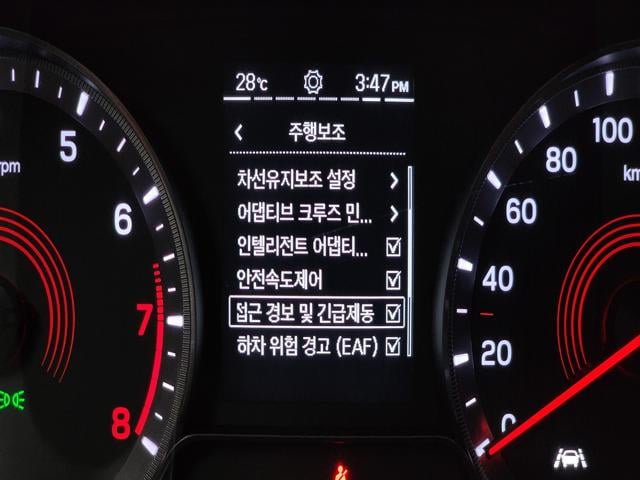 28℃ 3:47PM
< 주행보조
차선유지보조 설정 >
어댑티브 크루즈 민... >
인텔리전트 어댑티...
안전속도제어
접근 경보 및 긴급제동
하차 위험 경고 (EAF)
rpm
5
6
7
8
100
80
60
40
20
0
km